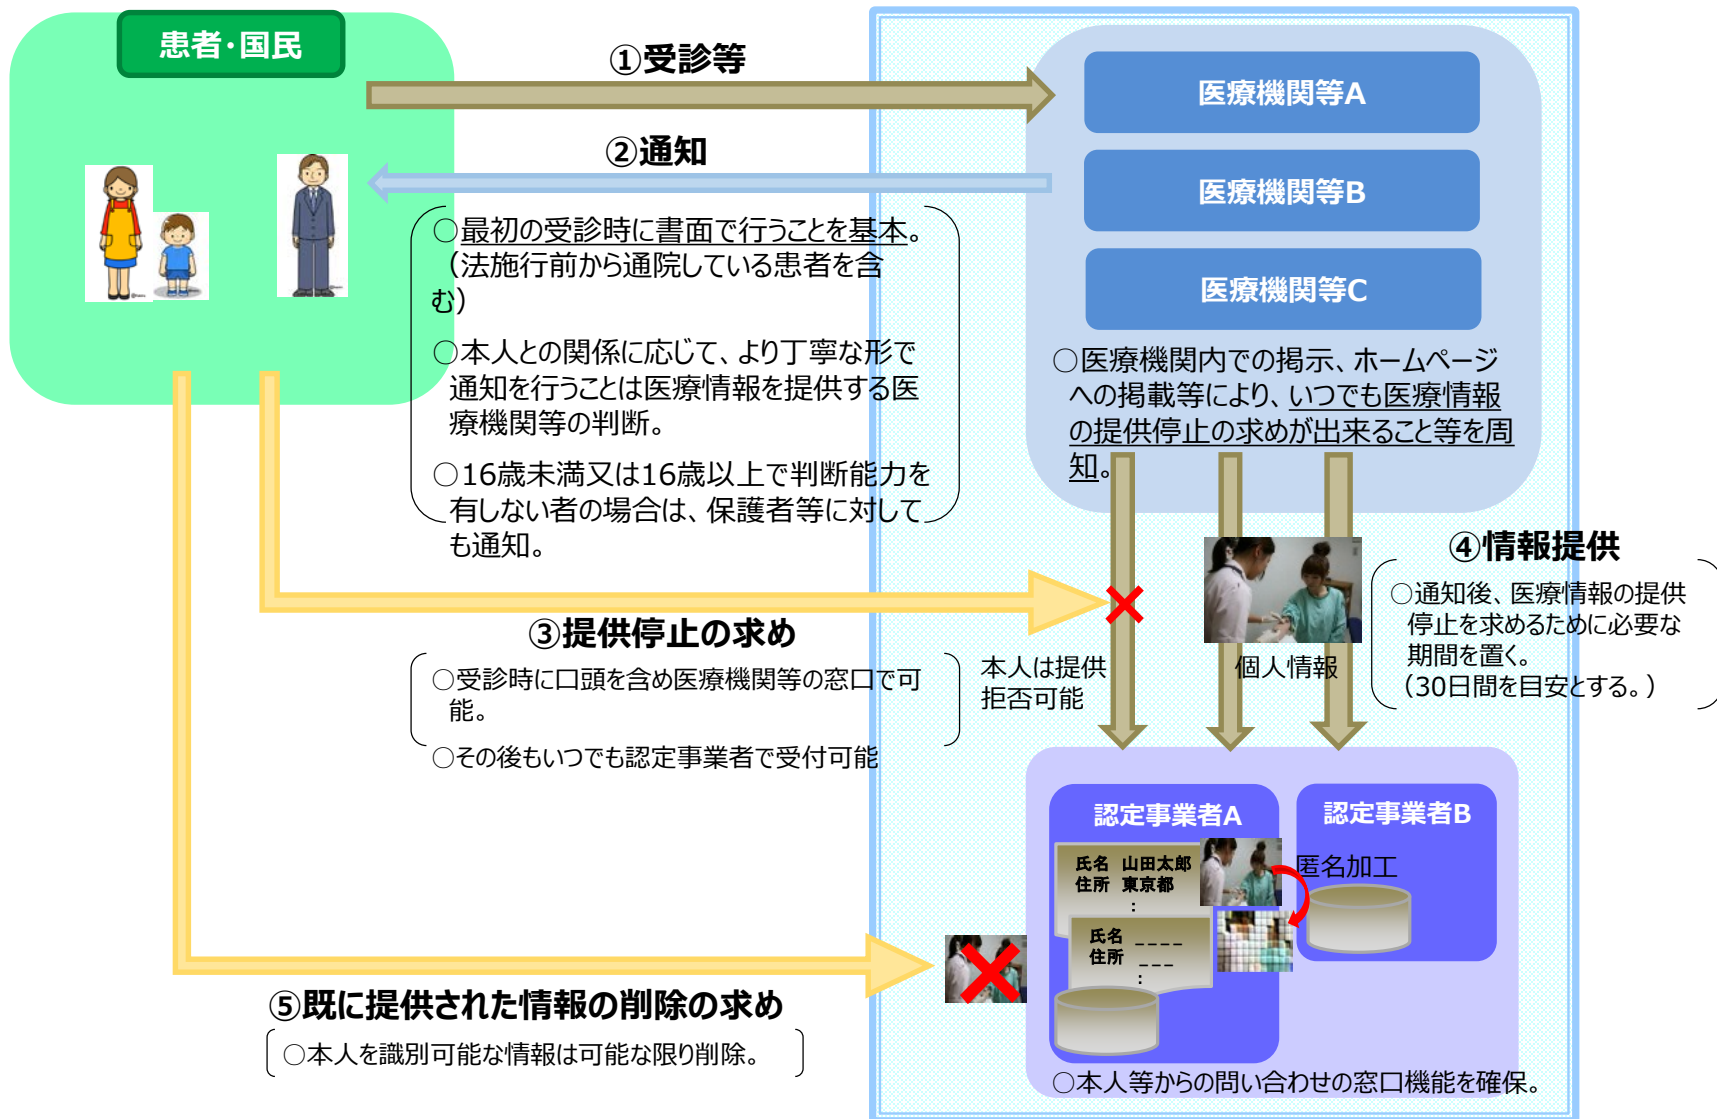 患者・国民
①受診等
医療機関等A
②通知
医療機関等B
医療機関等C
○最初の受診時に書面で行うことを基本。
（法施行前から通院している患者を含
む）
○本人との関係に応じて、より丁寧な形で
通知を行うことは医療情報を提供する医
療機関等の判断。
○16歳未満又は16歳以上で判断能力を
有しない者の場合は、保護者等に対して
も通知。
○医療機関内での掲示、ホームページ
への掲載等により、いつでも医療情報
の提供停止の求めが出来ること等を周
知。
③提供停止の求め
○受診時に口頭を含め医療機関等の窓口で可
能。
○その後もいつでも認定事業者で受付可能
本人は提供
拒否可能
個人情報
④情報提供
○通知後、医療情報の提供
停止を求めるために必要な
期間を置く。
（30日間を目安とする。）
認定事業者A
認定事業者B
氏名 山田太郎
住所 東京都
：
氏名 ＿＿＿＿
住所 ＿＿＿
：
匿名加工
⑤既に提供された情報の削除の求め
○本人を識別可能な情報は可能な限り削除。
○本人等からの問い合わせの窓口機能を確保。